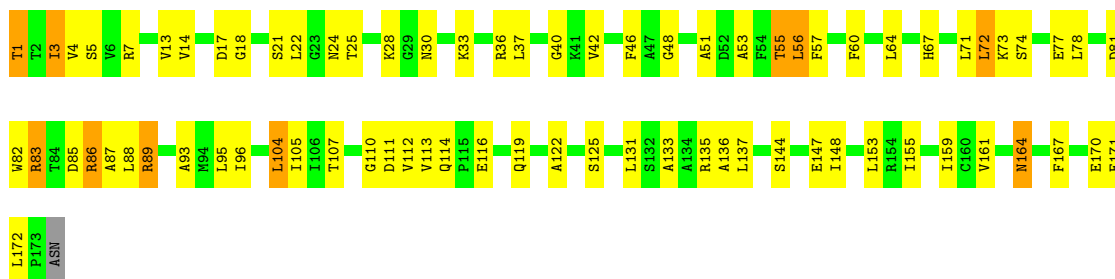 T1 T2 I3 V4 S5 V6 R7 V13 V14 D17 G18 S21 L22 G23 N24 T25 K28 G29 N30 K33 R36 L37 G40 K41 V42 F46 A47 G48 A51 D52 A53 F54 T55 L56 F57 F60 L64 H67 L71 L72 K73 S74 E77 L78
W82 R83 T84 D85 R86 A87 L88 R89 A93 M94 L95 I96 L104 I105 I106 T107 G110 D111 V112 V113 Q114 P115 E116 Q119 A122 S125 L131 S132 A133 A134 R135 A136 L137 S144 E147 I148 L153 R154 I155 I159 C160 V161 N164 F167 E170
L172 P173 ASN